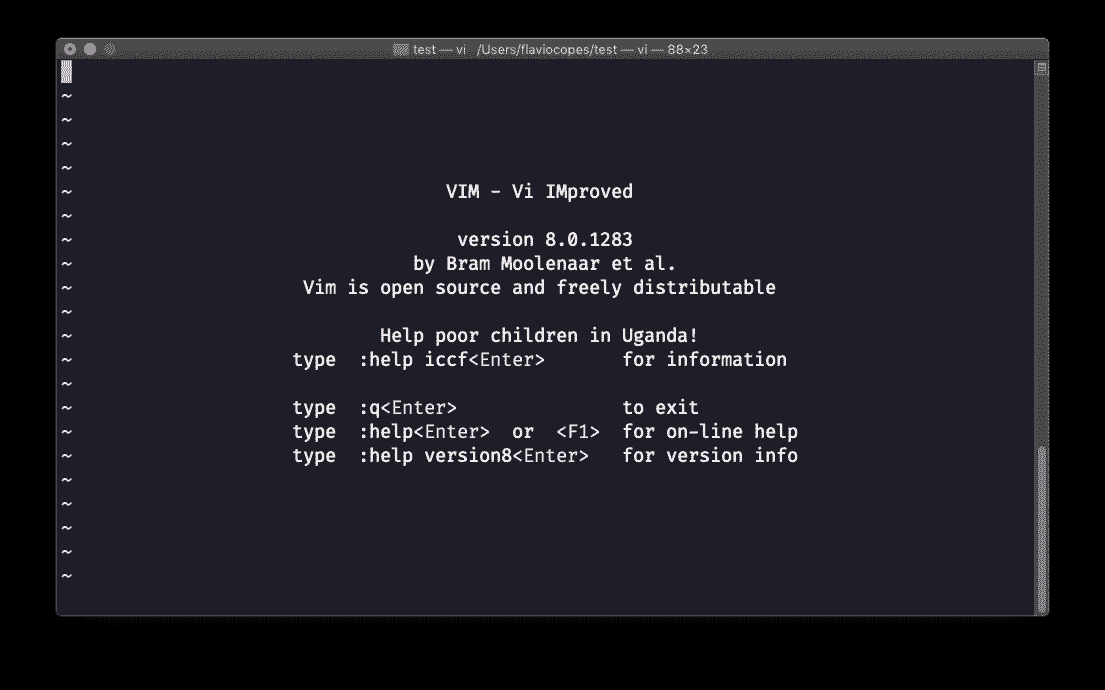 test — vi /Users/flaviocopes/test — vi — 88×23
~
~
~
~
~ VIM - Vi IMproved
~
~ version 8.0.1283
~ by Bram Moolenaar et al.
~ Vim is open source and freely distributable
~
~ Help poor children in Uganda!
~ type :help iccf<Enter> for information
~
~ type :q<Enter> to exit
~ type :help<Enter> or <F1> for on-line help
~ type :help version8<Enter> for version info
~
~
~
~
~